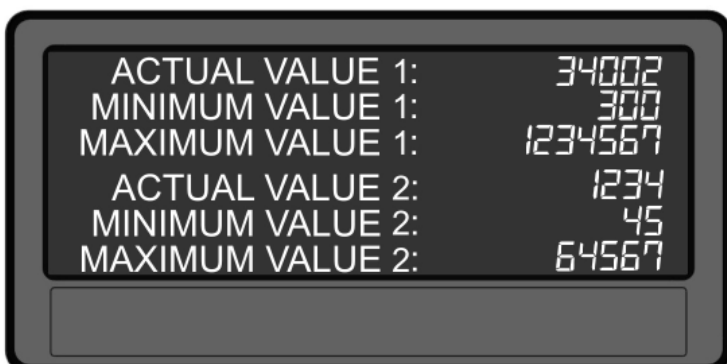 ACTUAL VALUE 1: 34002
MINIMUM VALUE 1: 300
MAXIMUM VALUE 1: 1234567
ACTUAL VALUE 2: 1234
MINIMUM VALUE 2: 45
MAXIMUM VALUE 2: 64567